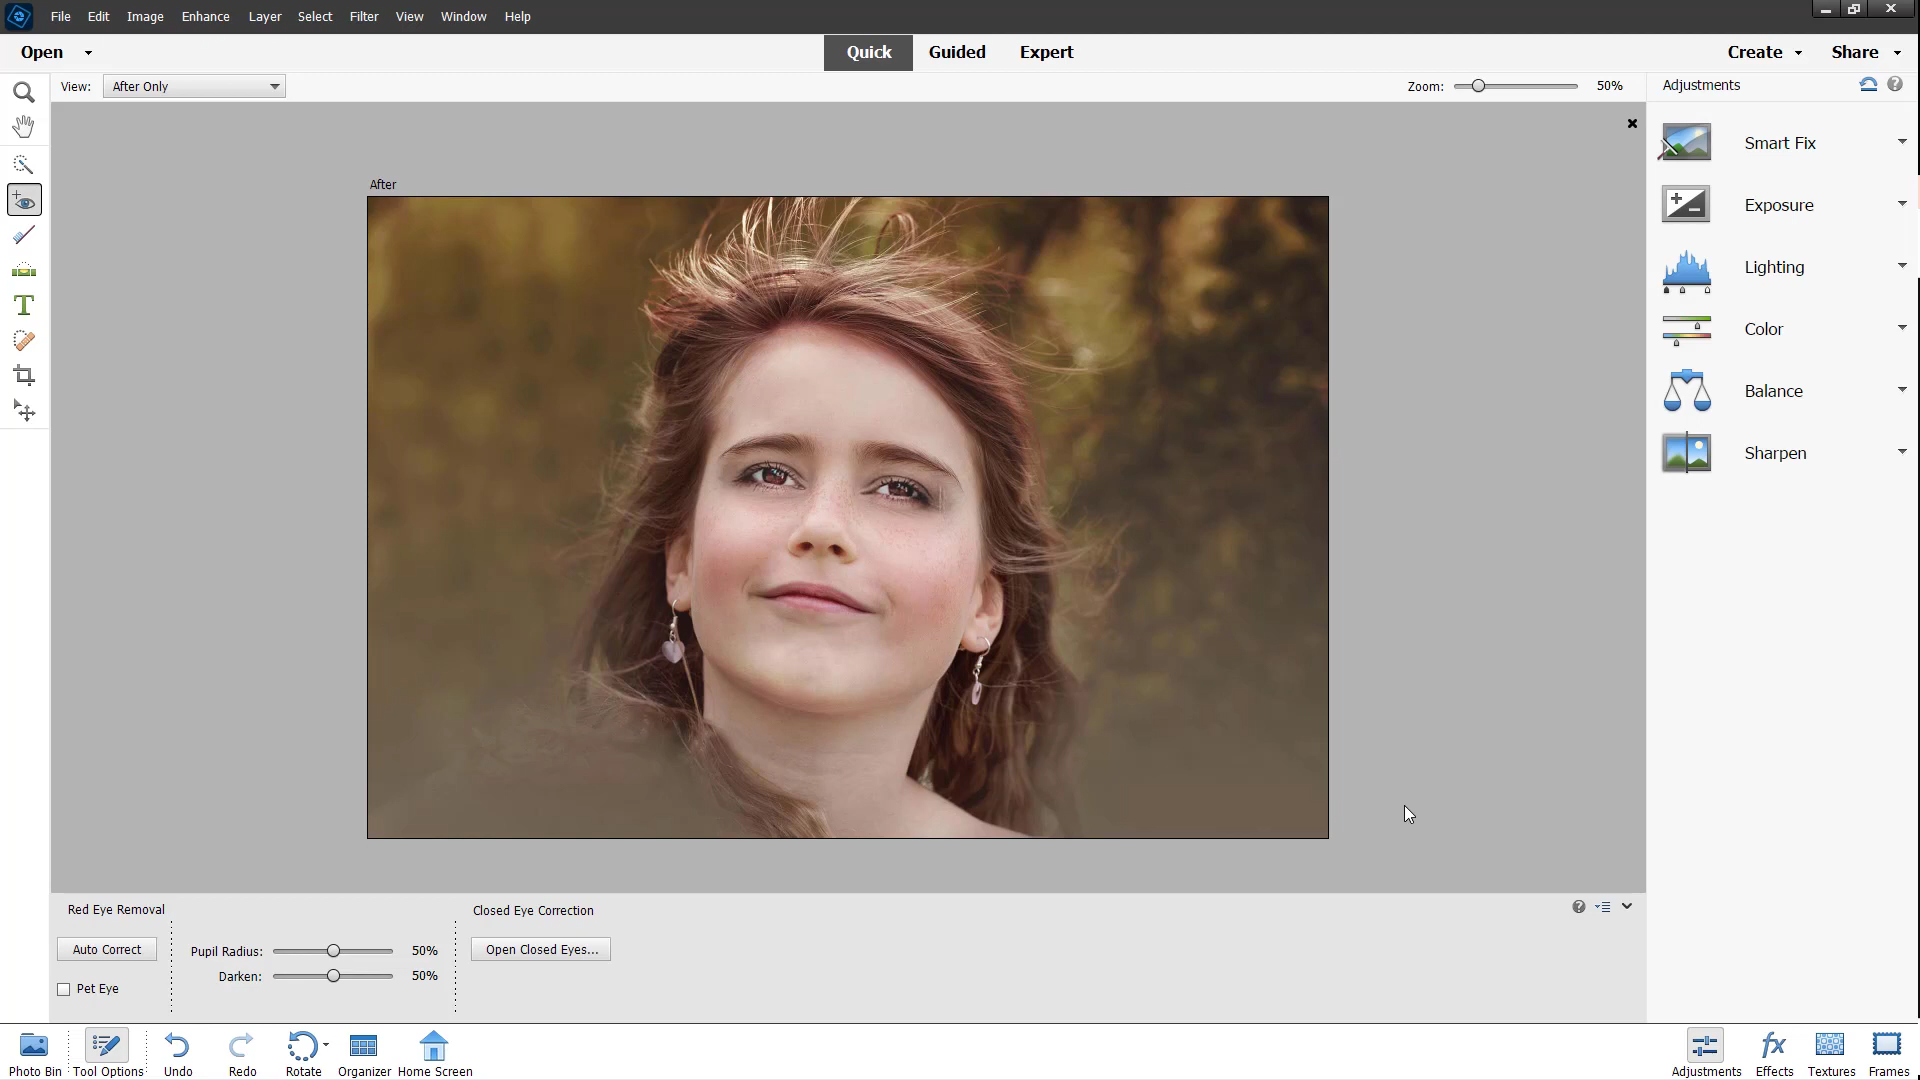 File Edit Image Enhance Layer Select Filter View Window Help
Open Quick Guided Expert Create Share
View: After Only Zoom: 50% Adjustments
After
Smart Fix
Exposure
Lighting
Color
Balance
Sharpen
Red Eye Removal Closed Eye Correction
Auto Correct Pupil Radius: 50% Open Closed Eyes...
Darken: 50%
Pet Eye
Photo Bin Tool Options Undo Redo Rotate Organizer Home Screen Adjustments Effects Textures Frames